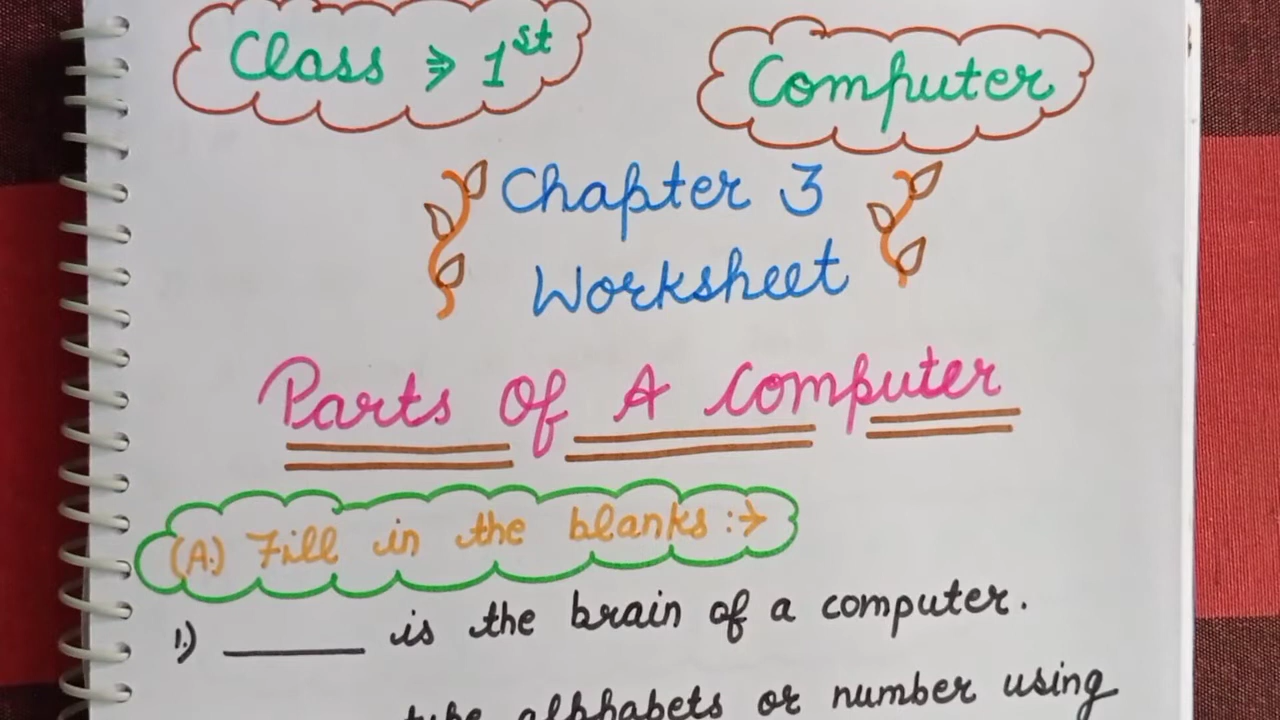 Class ⇒ 1st
Computer
Chapter 3
Worksheet
Parts Of A Computer
(A.) Fill in the blanks :→
1.) ______ is the brain of a computer.
type alphabets or number using